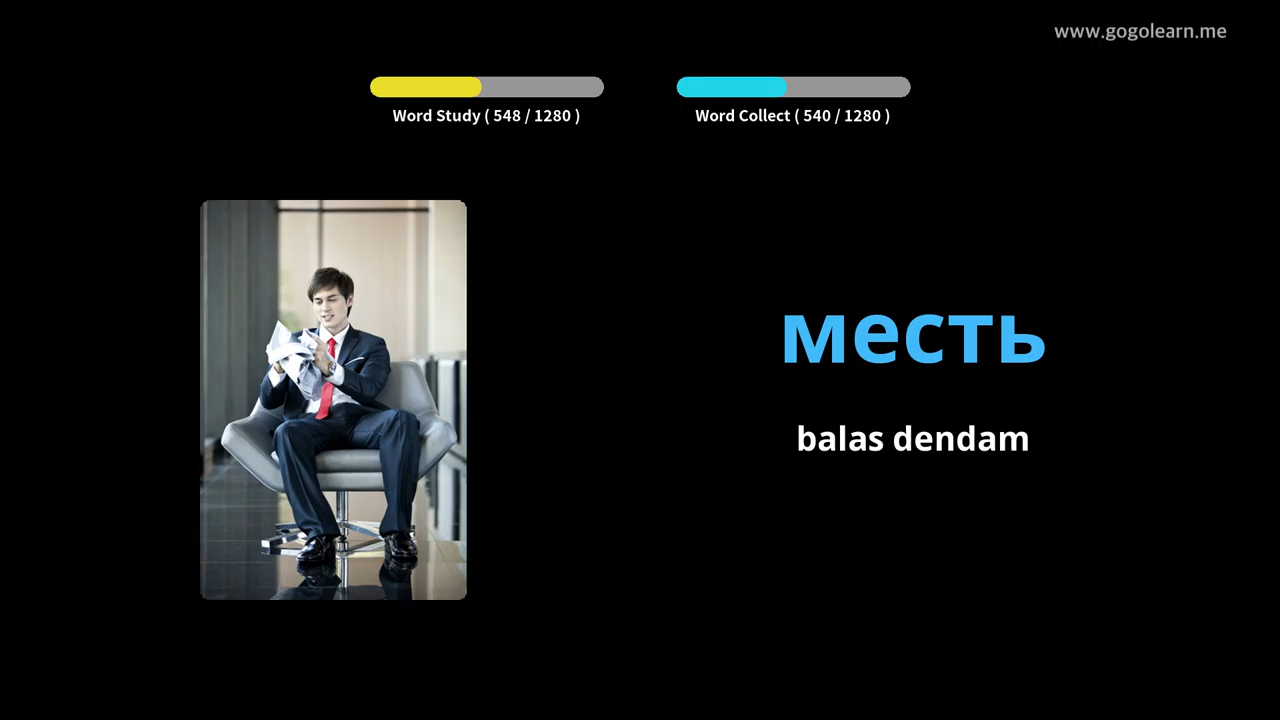 www.gogolearn.me
Word Study ( 548 / 1280 )
Word Collect ( 540 / 1280 )
месть
balas dendam